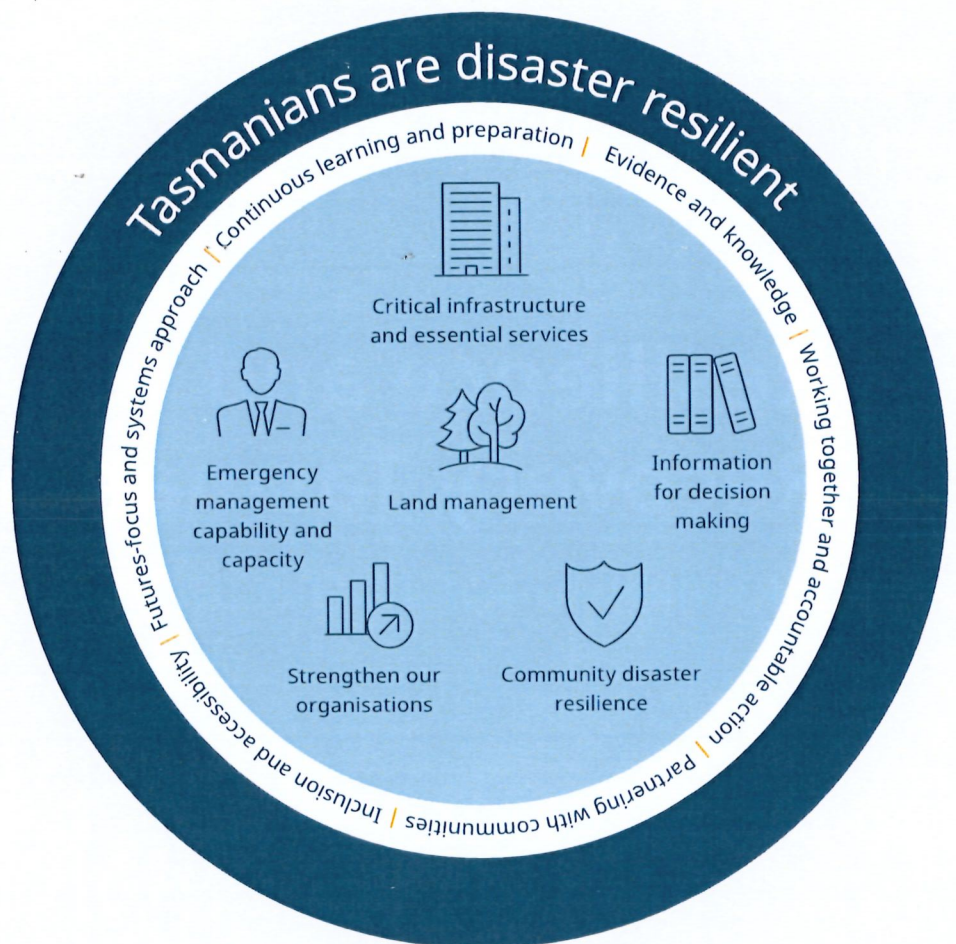 Tasmanians are disaster resilient
Continuous learning and preparation | Evidence and knowledge | Working together and accountable action | Partnering with communities | Inclusion and accessibility | Futures-focus and systems approach |
Critical infrastructure
and essential services
Emergency
management
capability and
capacity
Land management
Information
for decision
making
Strengthen our
organisations
Community disaster
resilience